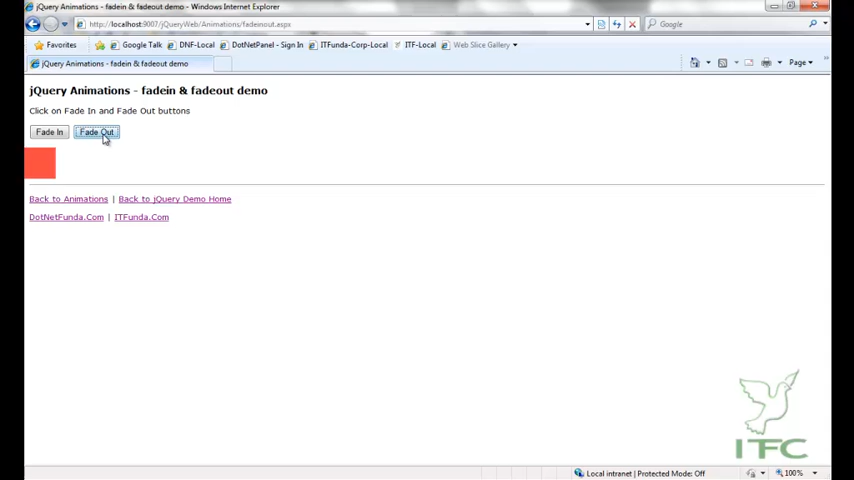 jQuery Animations - fadein & fadeout demo - Windows Internet Explorer
http://localhost:9007/jQueryWeb/Animations/fadeinout.aspx
Google
Favorites
Google Talk
DNF-Local
DotNetPanel - Sign In
ITFunda-Corp-Local
ITF-Local
Web Slice Gallery
jQuery Animations - fadein & fadeout demo
Page
jQuery Animations - fadein & fadeout demo
Click on Fade In and Fade Out buttons
Fade In
Fade Out
Back to Animations | Back to jQuery Demo Home
DotNetFunda.Com | ITFunda.Com
ITFC
Local intranet | Protected Mode: Off
100%